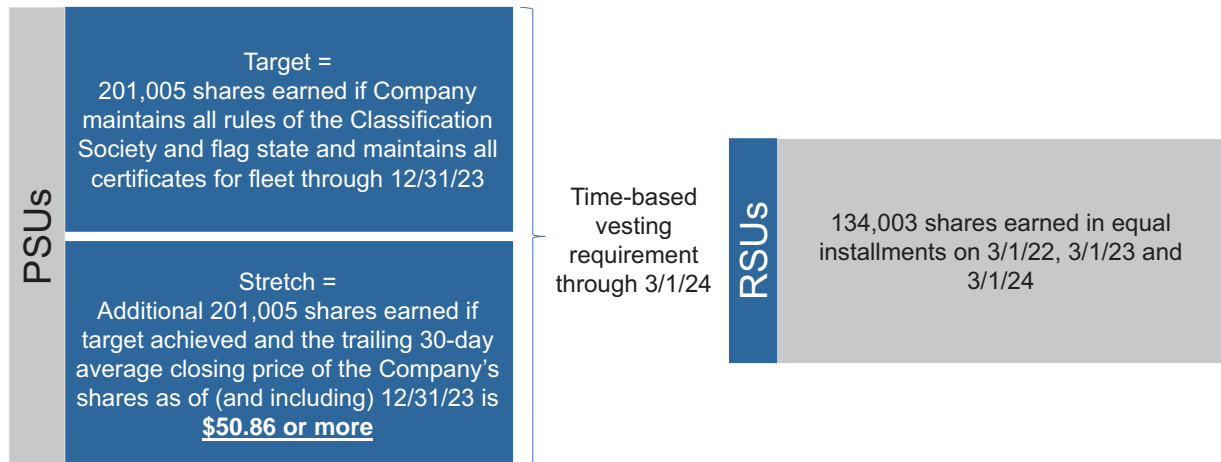 PSUs
Target =
201,005 shares earned if Company
maintains all rules of the Classification
Society and flag state and maintains all
certificates for fleet through 12/31/23
Stretch =
Additional 201,005 shares earned if
target achieved and the trailing 30-day
average closing price of the Company’s
shares as of (and including) 12/31/23 is
$50.86 or more
Time-based
vesting
requirement
through 3/1/24
RSUs
134,003 shares earned in equal
installments on 3/1/22, 3/1/23 and
3/1/24